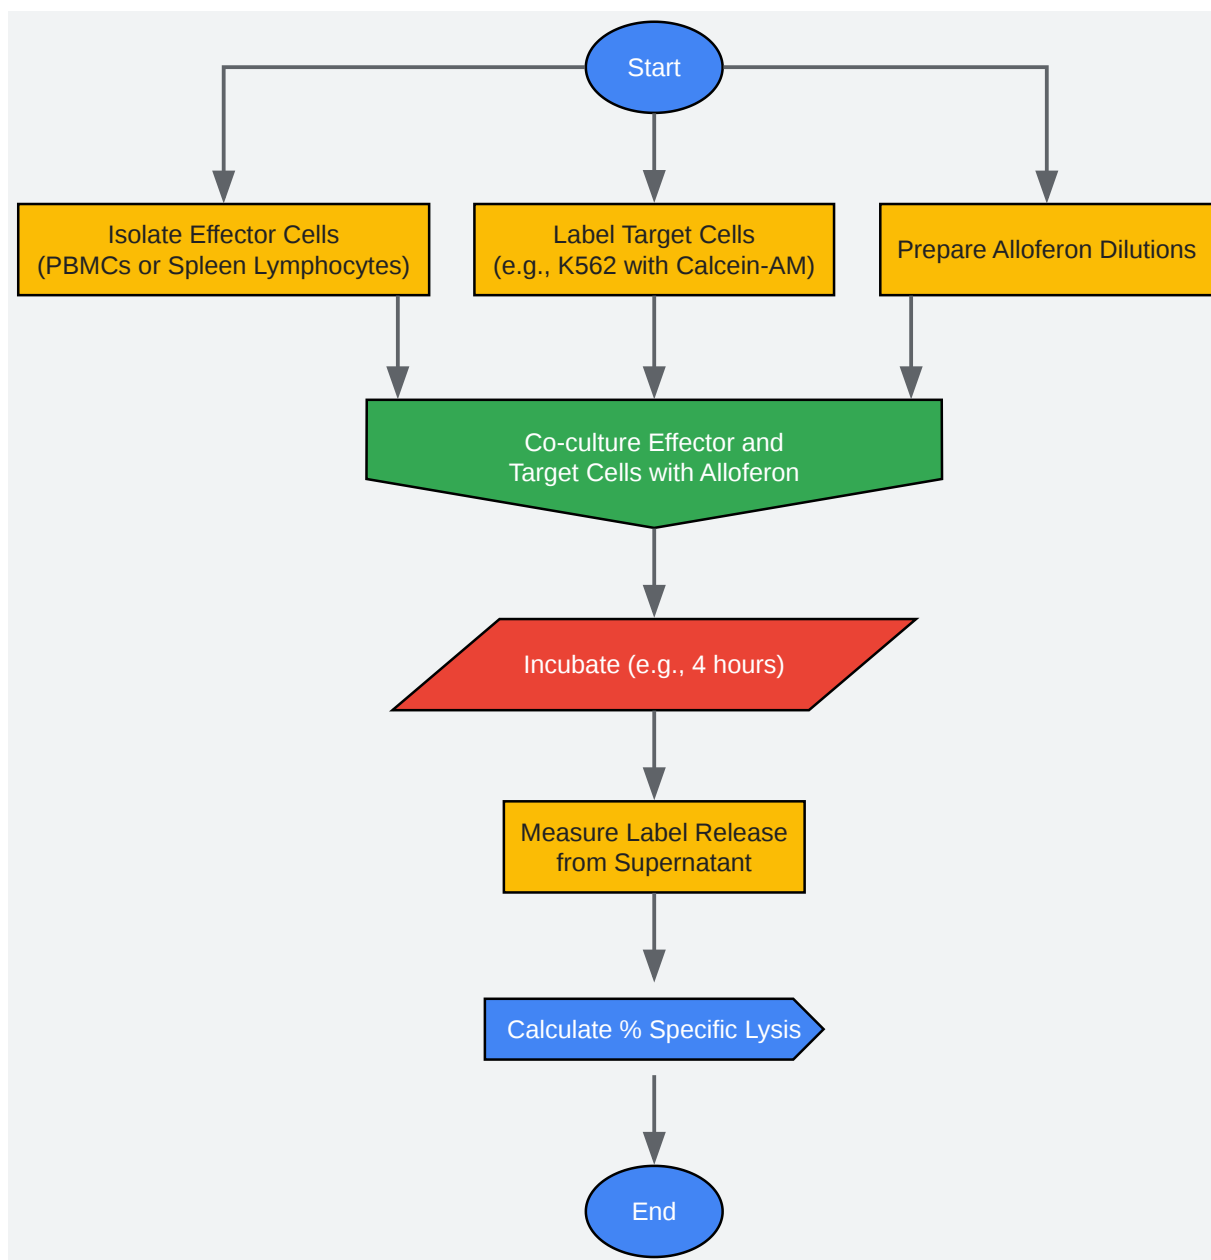 Start
Isolate Effector Cells
(PBMCs or Spleen Lymphocytes)
Label Target Cells
(e.g., K562 with Calcein-AM)
Prepare Alloferon Dilutions
Co-culture Effector and
Target Cells with Alloferon
Incubate (e.g., 4 hours)
Measure Label Release
from Supernatant
Calculate % Specific Lysis
End